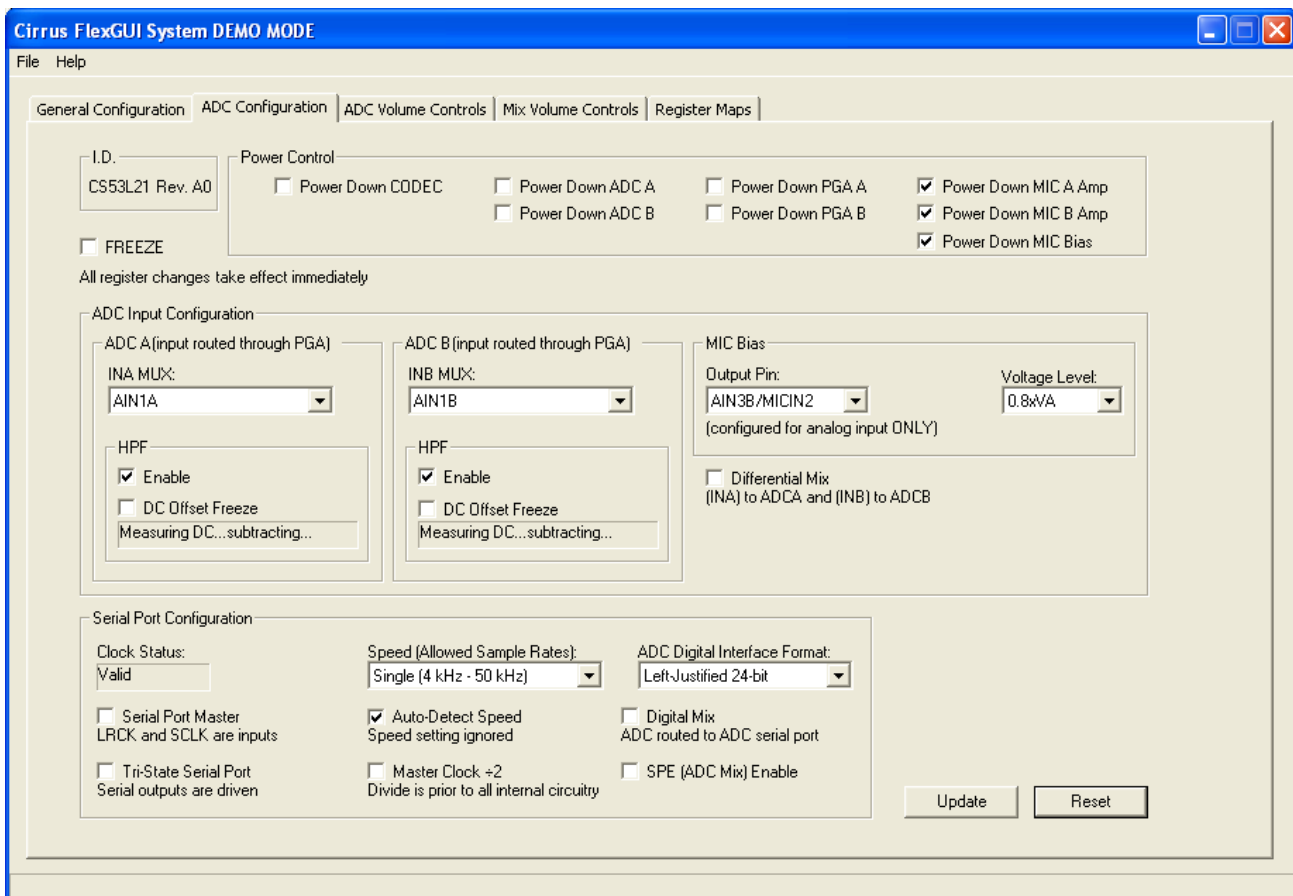 Cirrus FlexGUI System DEMO MODE
File Help
General Configuration ADC Configuration ADC Volume Controls Mix Volume Controls Register Maps
I.D.
CS53L21 Rev. A0
Power Control
Power Down CODEC Power Down ADC A Power Down PGA A Power Down MIC A Amp
Power Down ADC B Power Down PGA B Power Down MIC B Amp
Power Down MIC Bias
FREEZE
All register changes take effect immediately
ADC Input Configuration
ADC A(input routed through PGA)
INA MUX:
AIN1A
HPF
Enable
DC Offset Freeze
Measuring DC...subtracting...
ADC B(input routed through PGA)
INB MUX:
AIN1B
HPF
Enable
DC Offset Freeze
Measuring DC...subtracting...
MIC Bias
Output Pin:
AIN3B/MICIN2
(configured for analog input ONLY)
Voltage Level:
0.8xVA
Differential Mix
(INA) to ADCA and (INB) to ADCB
Serial Port Configuration
Clock Status:
Valid
Speed (Allowed Sample Rates):
Single (4 kHz - 50 kHz)
ADC Digital Interface Format:
Left-Justified 24-bit
Serial Port Master
LRCK and SCLK are inputs
Auto-Detect Speed
Speed setting ignored
Digital Mix
ADC routed to ADC serial port
Tri-State Serial Port
Serial outputs are driven
Master Clock ÷2
Divide is prior to all internal circuitry
SPE (ADC Mix) Enable
Update Reset